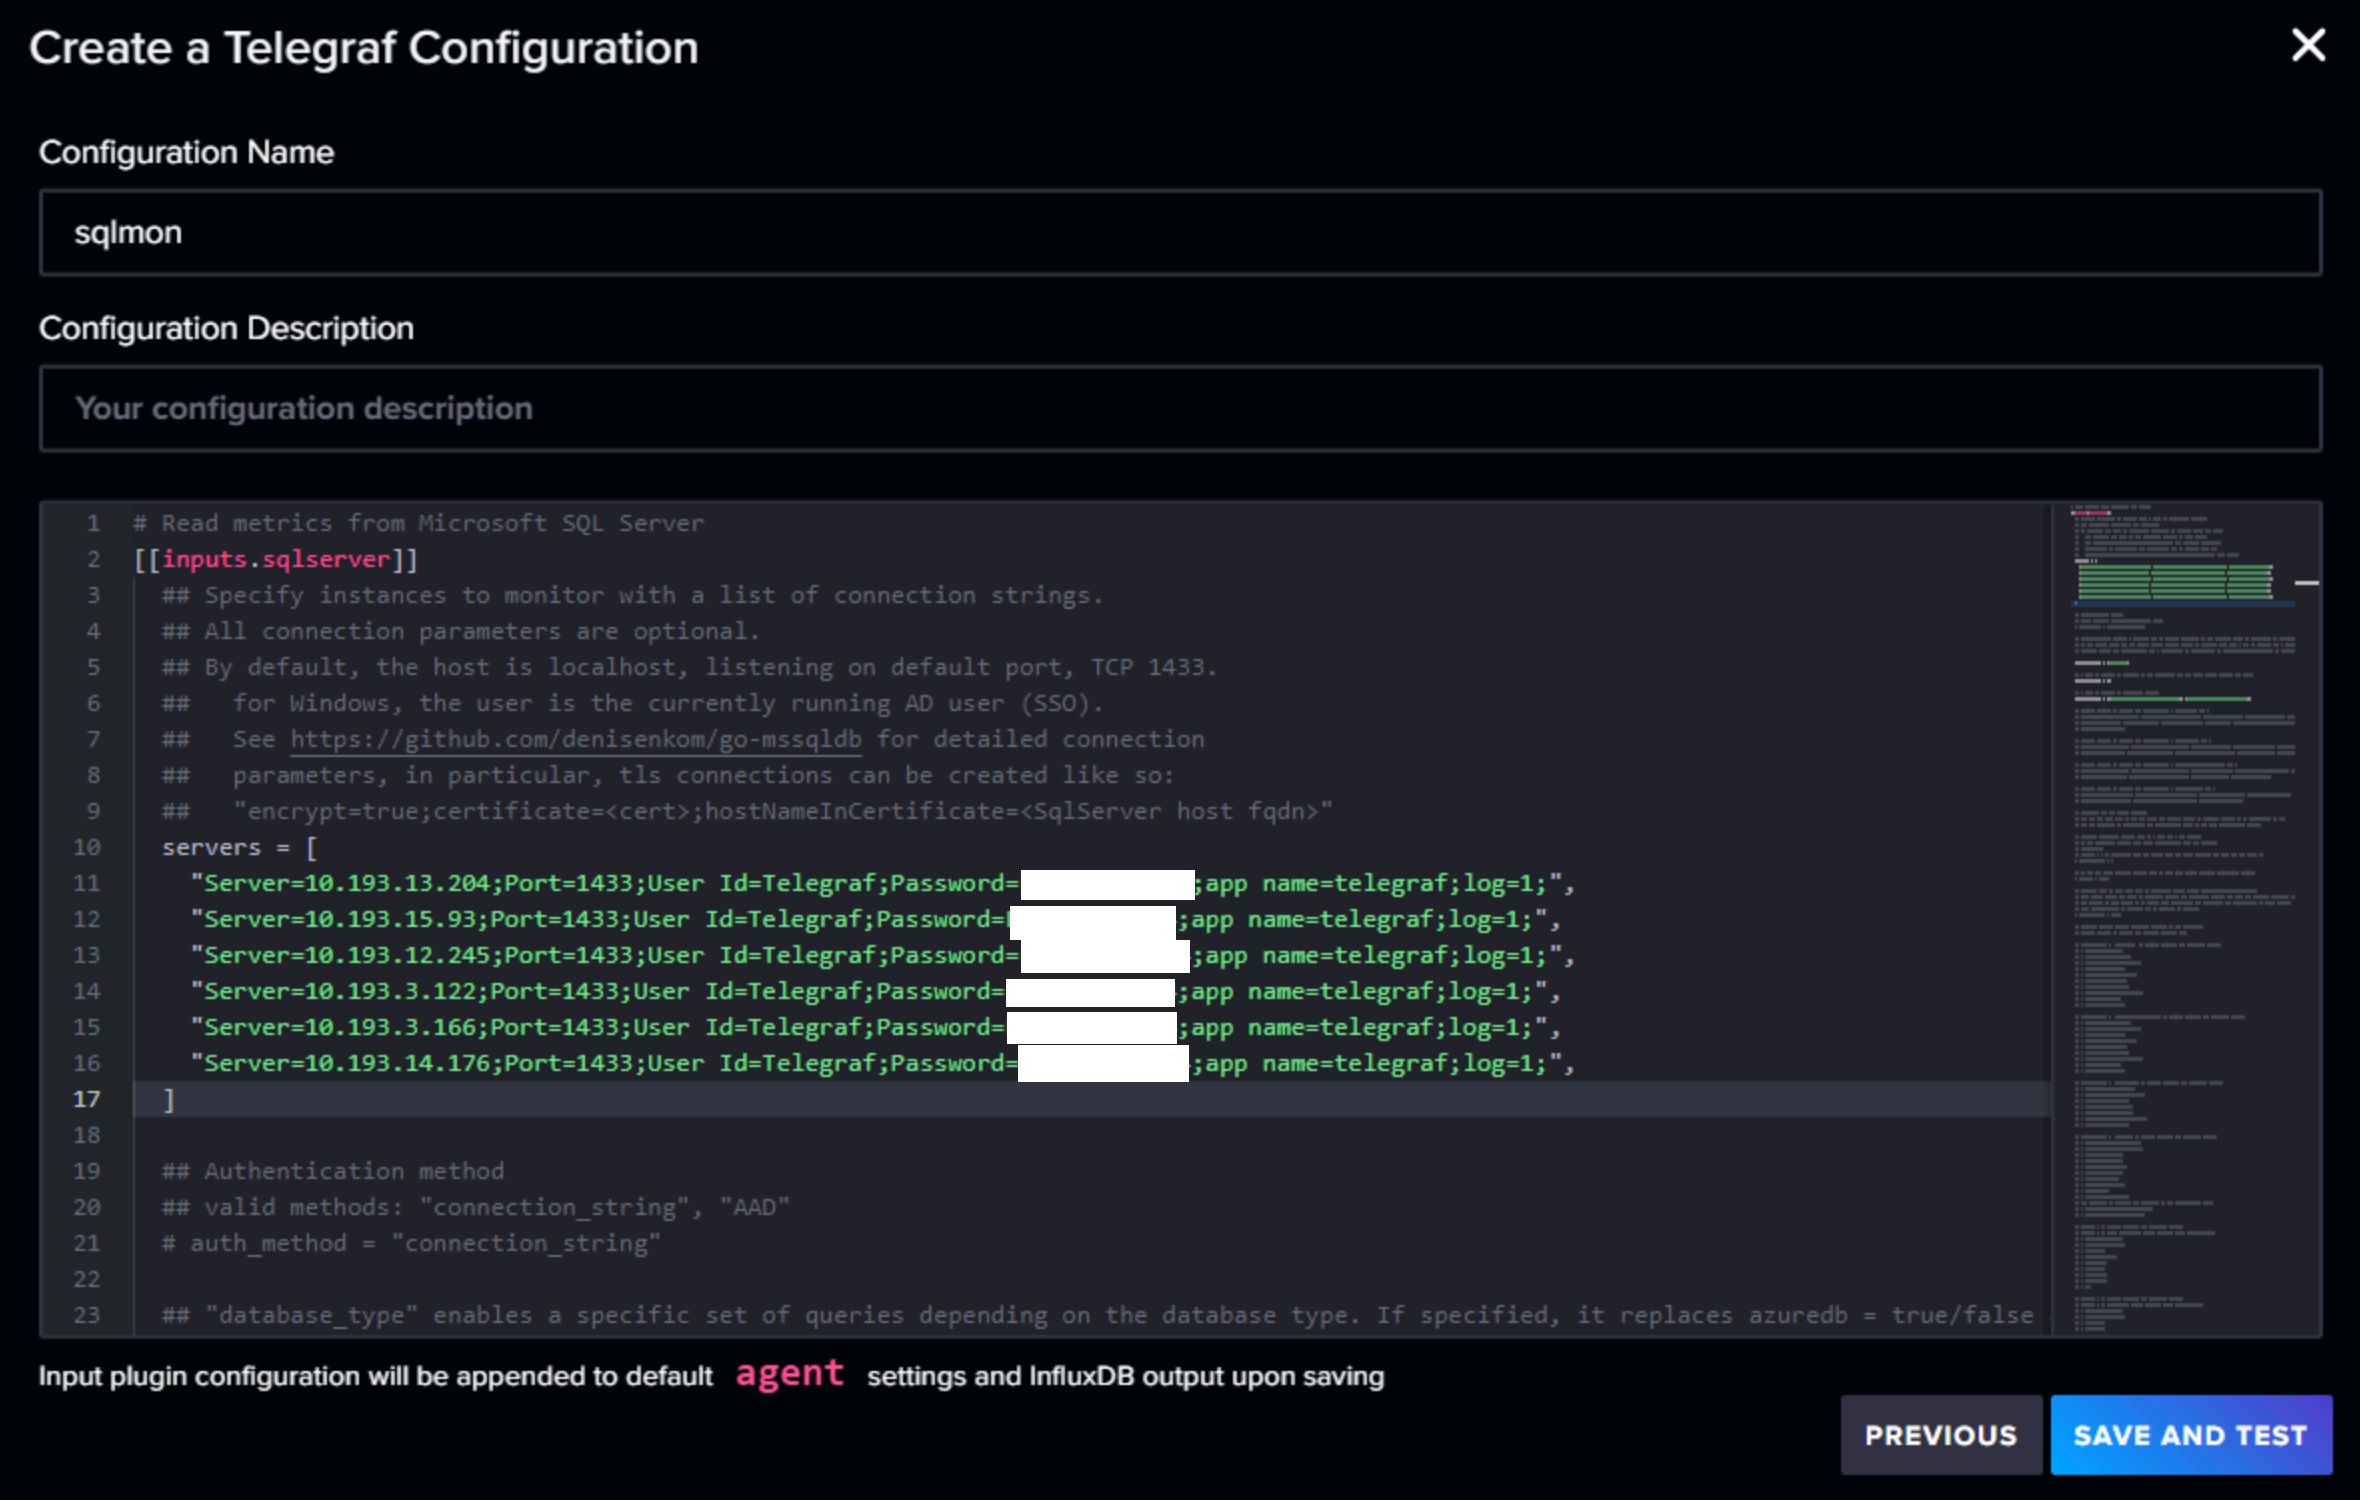 Create a Telegraf Configuration
Configuration Name
sqlmon
Configuration Description
Your configuration description
1 # Read metrics from Microsoft SQL Server
2 [[inputs.sqlserver]]
3 ## Specify instances to monitor with a list of connection strings.
4 ## All connection parameters are optional.
5 ## By default, the host is localhost, listening on default port, TCP 1433.
6 ##   for Windows, the user is the currently running AD user (SSO).
7 ##   See https://github.com/denisenkom/go-mssqldb for detailed connection
8 ##   parameters, in particular, tls connections can be created like so:
9 ##   "encrypt=true;certificate=<cert>;hostNameInCertificate=<SqlServer host fqdn>"
10 servers = [
11 "Server=10.193.13.204;Port=1433;User Id=Telegraf;Password= ;app name=telegraf;log=1;",
12 "Server=10.193.15.93;Port=1433;User Id=Telegraf;Password= ;app name=telegraf;log=1;",
13 "Server=10.193.12.245;Port=1433;User Id=Telegraf;Password= ;app name=telegraf;log=1;",
14 "Server=10.193.3.122;Port=1433;User Id=Telegraf;Password= ;app name=telegraf;log=1;",
15 "Server=10.193.3.166;Port=1433;User Id=Telegraf;Password= ;app name=telegraf;log=1;",
16 "Server=10.193.14.176;Port=1433;User Id=Telegraf;Password= ;app name=telegraf;log=1;",
17 ]
18
19 ## Authentication method
20 ## valid methods: "connection_string", "AAD"
21 # auth_method = "connection_string"
22
23 ## "database_type" enables a specific set of queries depending on the database type. If specified, it replaces azuredb = true/false
Input plugin configuration will be appended to default agent settings and InfluxDB output upon saving
PREVIOUS SAVE AND TEST